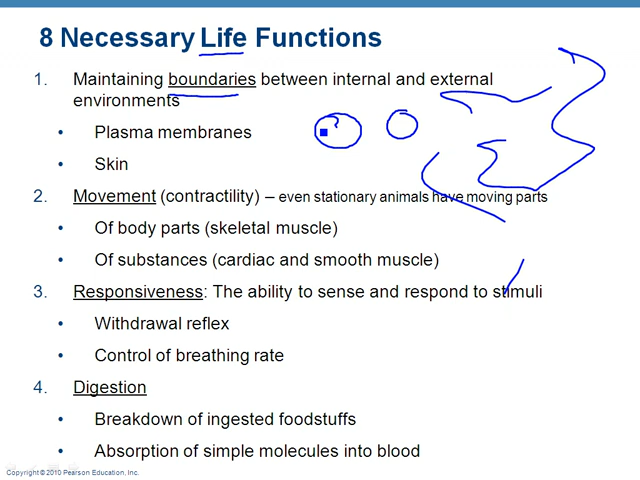 8 Necessary Life Functions
1. Maintaining boundaries between internal and external
environments
• Plasma membranes
• Skin
2. Movement (contractility) – even stationary animals have moving parts
• Of body parts (skeletal muscle)
• Of substances (cardiac and smooth muscle)
3. Responsiveness: The ability to sense and respond to stimuli
• Withdrawal reflex
• Control of breathing rate
4. Digestion
• Breakdown of ingested foodstuffs
• Absorption of simple molecules into blood
Copyright © 2010 Pearson Education, Inc.